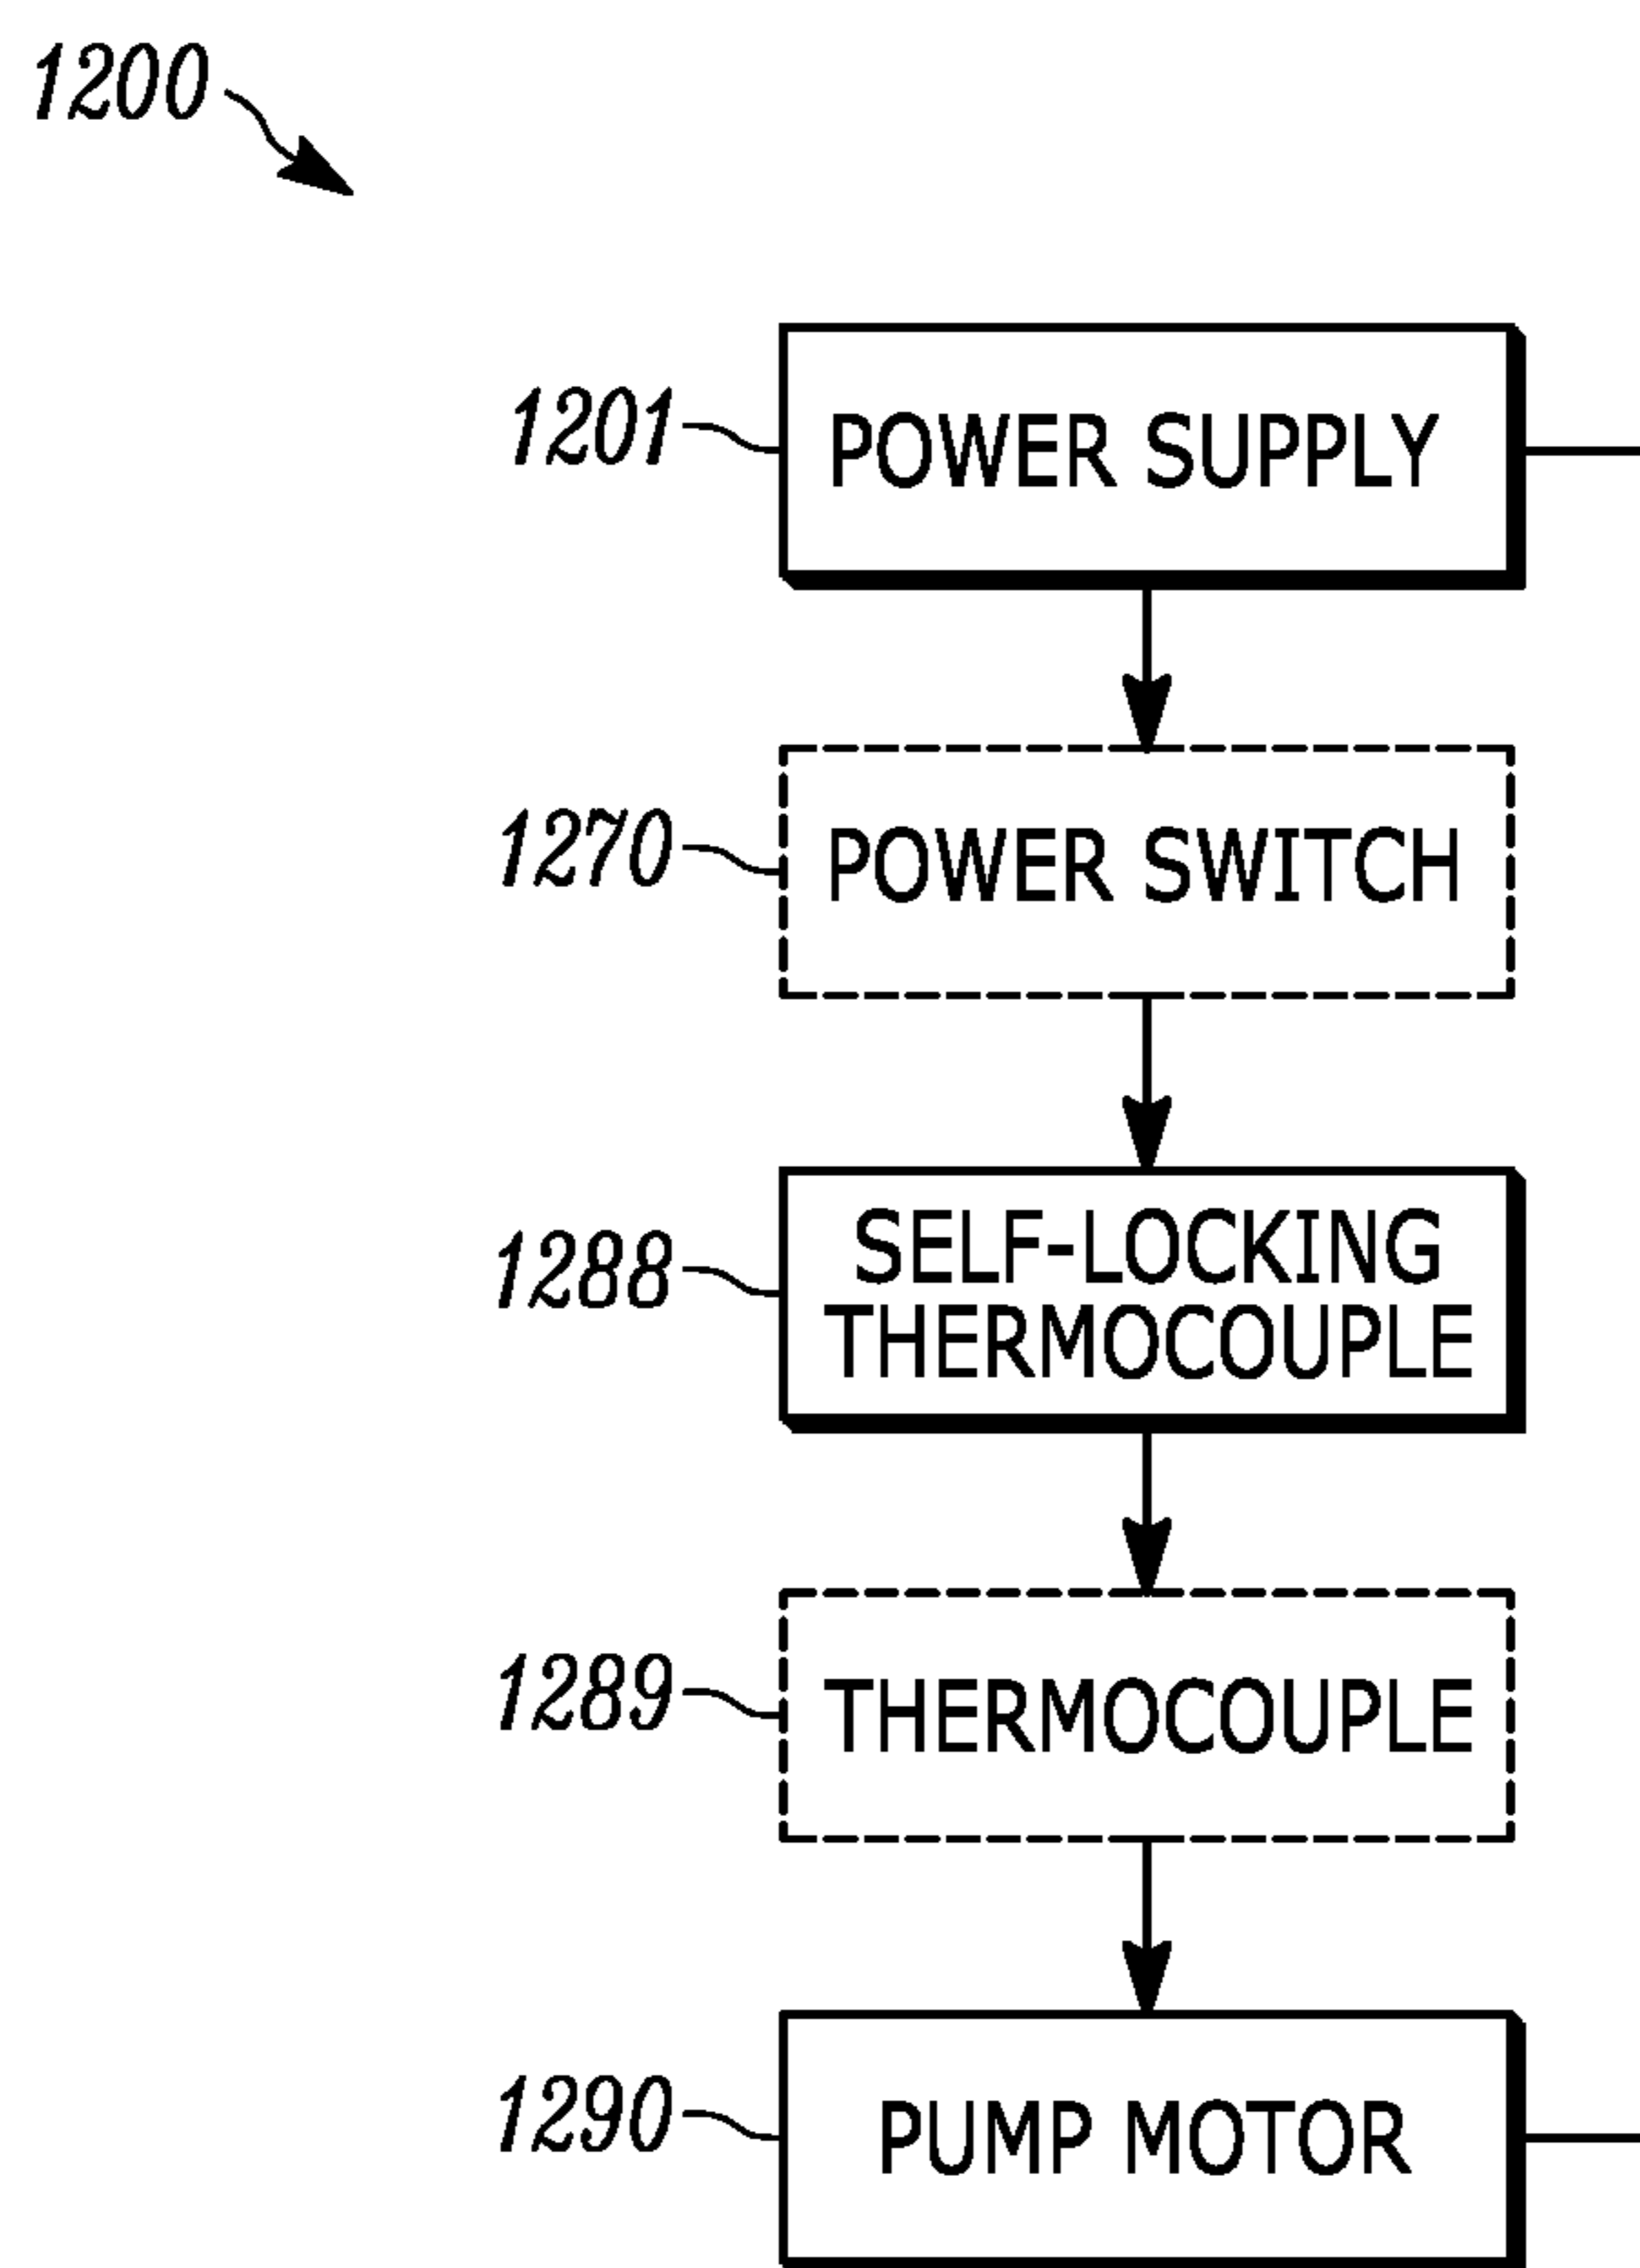 1200
1201 POWER SUPPLY
1270 POWER SWITCH
1288 SELF-LOCKING
THERMOCOUPLE
1289 THERMOCOUPLE
1290 PUMP MOTOR